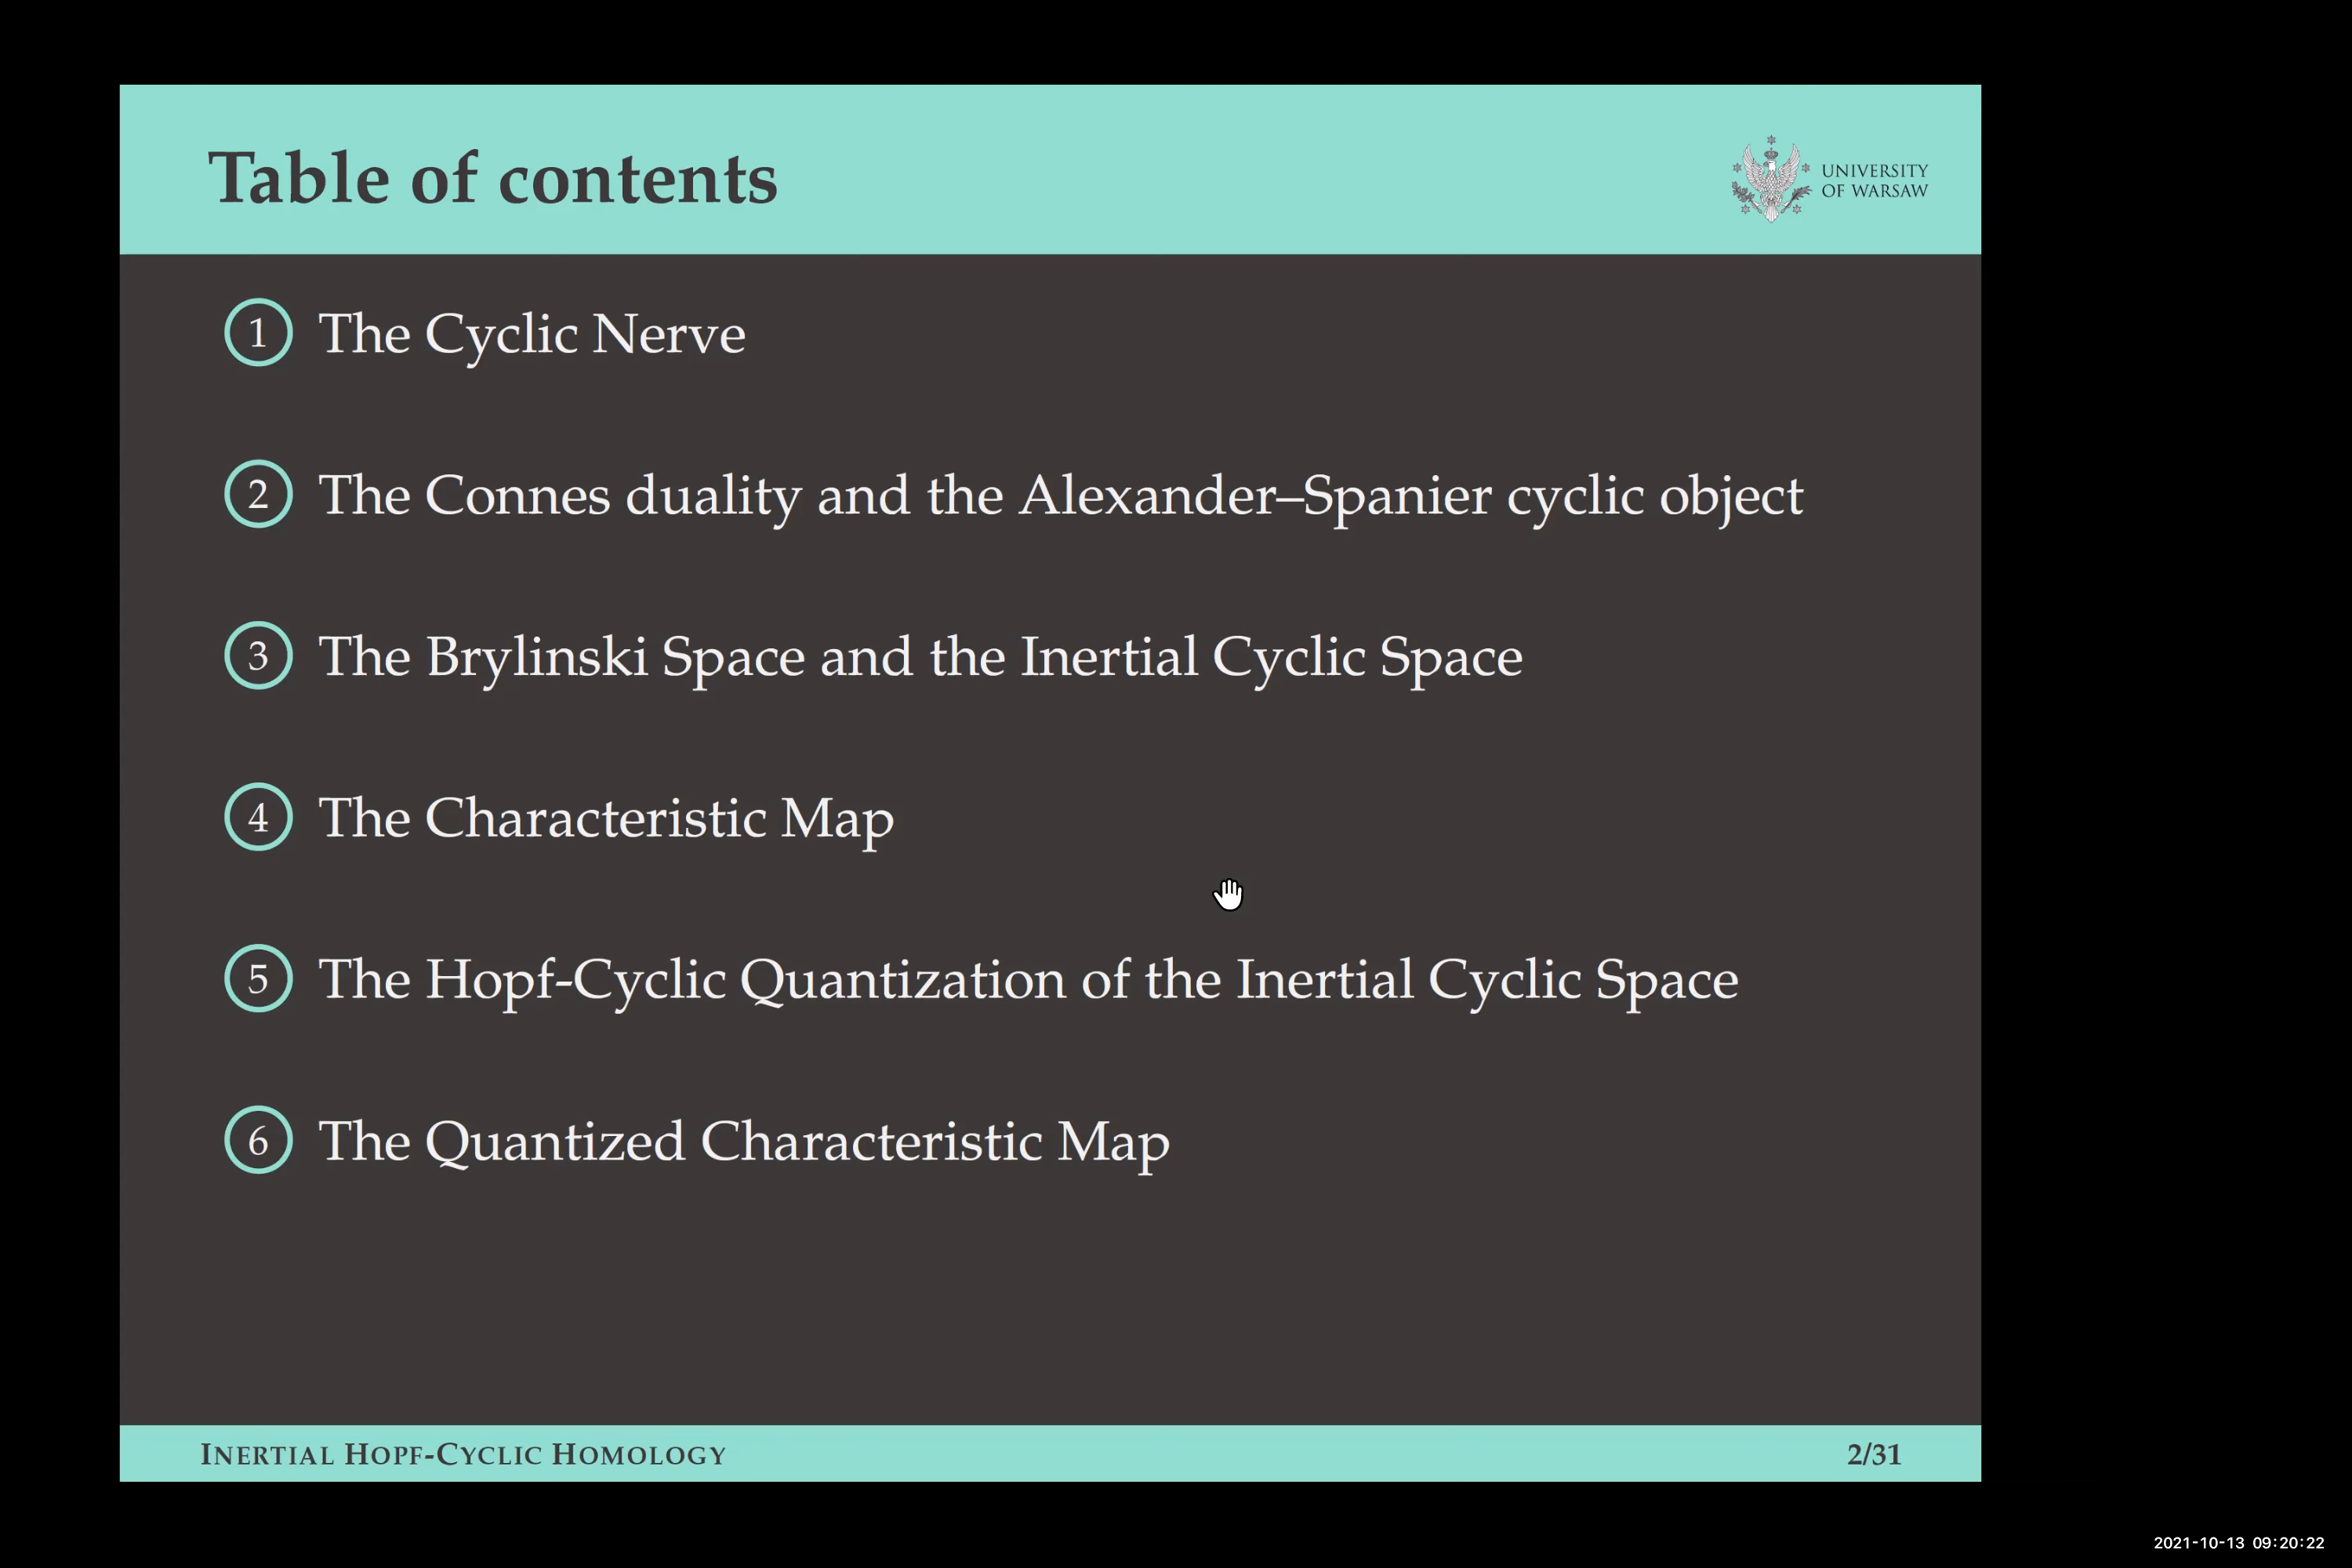 Table of contents
UNIVERSITY
OF WARSAW
1 The Cyclic Nerve
2 The Connes duality and the Alexander–Spanier cyclic object
3 The Brylinski Space and the Inertial Cyclic Space
4 The Characteristic Map
5 The Hopf-Cyclic Quantization of the Inertial Cyclic Space
6 The Quantized Characteristic Map
INERTIAL HOPF-CYCLIC HOMOLOGY
2/31
2021-10-13 09:20:22